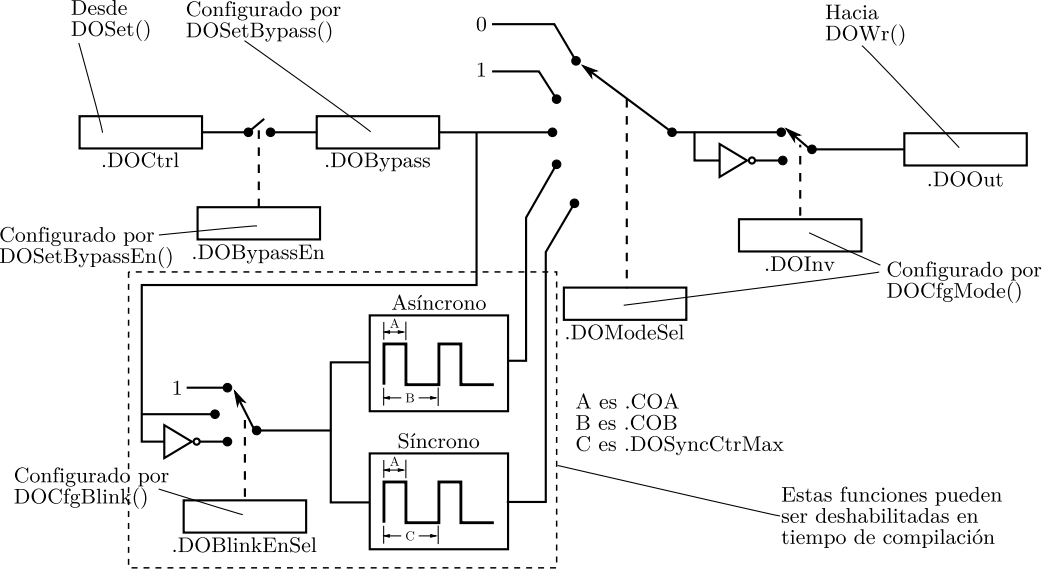 Desde
DOSet()
Configurado por
DOSetBypass()
0
1
Hacia
DOWr()
.DOCtrl
.DOBypass
.DOOut
Configurado por
DOSetBypassEn()
.DOBypassEn
.DOInv
Configurado por
DOCfgMode()
.DOModeSel
Asíncrono
A
B
1
A es .COA
B es .COB
C es .DOSyncCtrMax
Síncrono
A
C
Configurado por
DOCfgBlink()
.DOBlinkEnSel
Estas funciones pueden
ser deshabilitadas en
tiempo de compilación